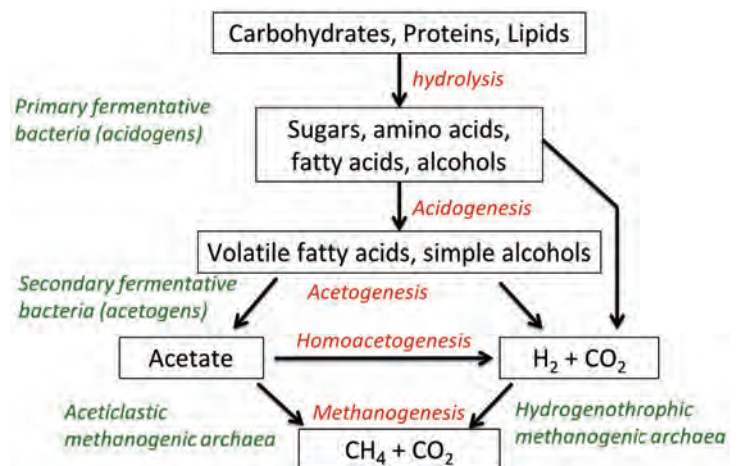 Carbohydrates, Proteins, Lipids
hydrolysis
Primary fermentative
bacteria (acidogens)
Sugars, amino acids,
fatty acids, alcohols
Acidogenesis
Volatile fatty acids, simple alcohols
Secondary fermentative
bacteria (acetogens)
Acetogenesis
Homoacetogenesis
Acetate
H₂ + CO₂
Aceticlastic
methanogenic archaea
Methanogenesis
Hydrogenothrophic
methanogenic archaea
CH₄ + CO₂